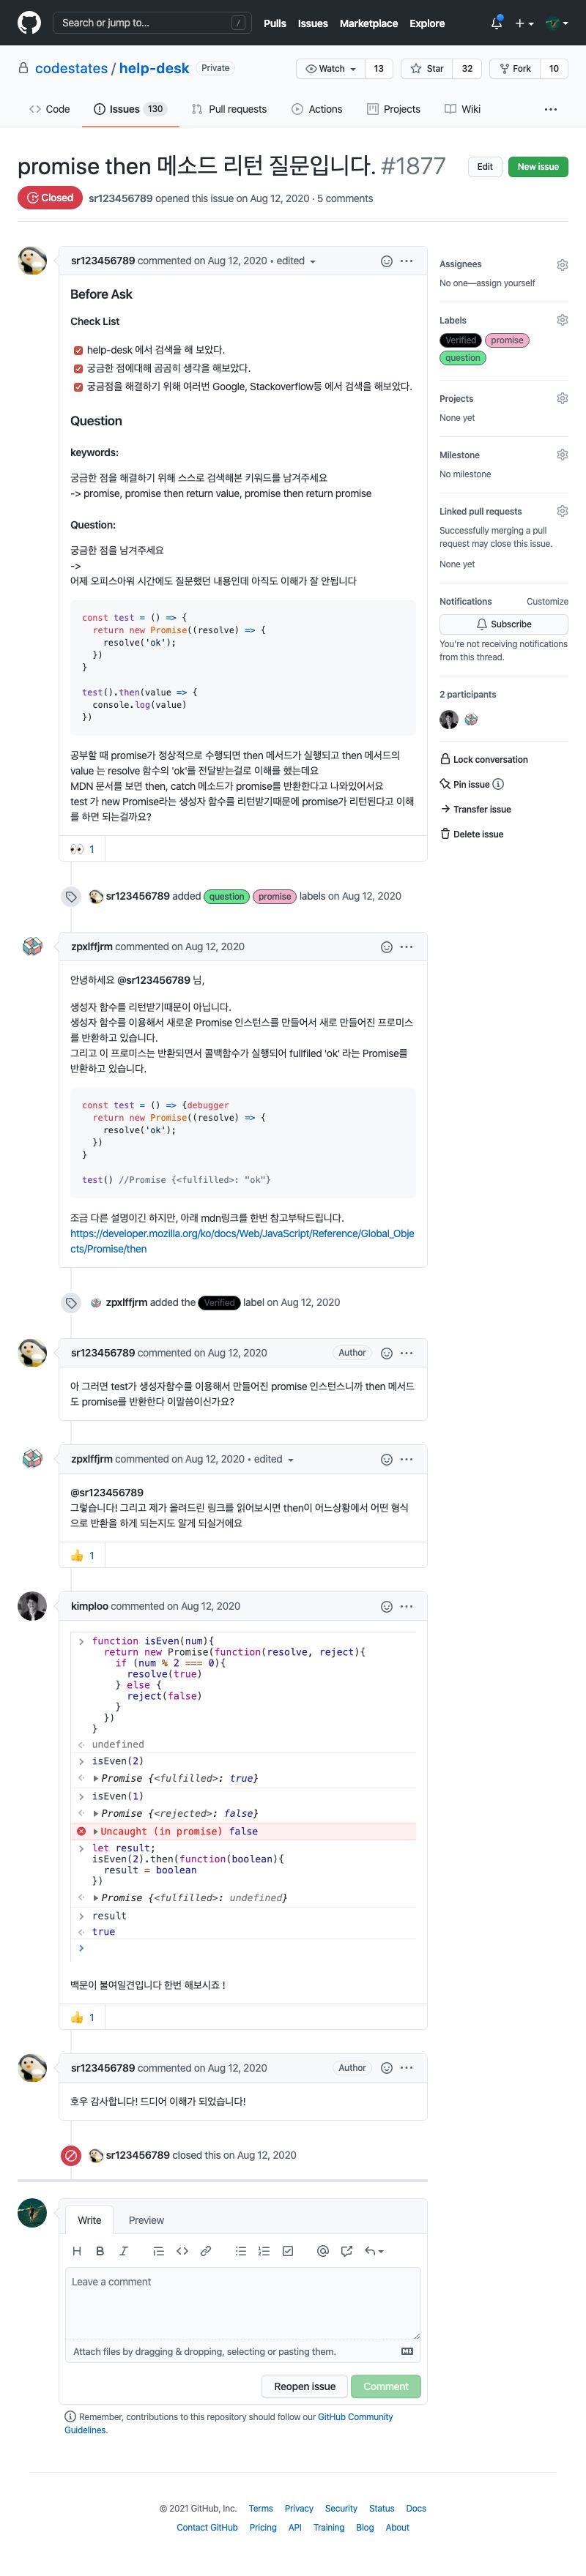 Search or jump to... /
Pulls Issues Marketplace Explore
codestates / help-desk Private
Watch 13 Star 32 Fork 10
Code Issues 130 Pull requests Actions Projects Wiki ...
promise then 메소드 리턴 질문입니다. #1877
Edit New issue
Closed sr123456789 opened this issue on Aug 12, 2020 · 5 comments
sr123456789 commented on Aug 12, 2020 • edited
Before Ask
Check List
help-desk 에서 검색을 해 보았다.
궁금한 점에대해 곰곰히 생각을 해보았다.
궁금점을 해결하기 위해 여러번 Google, Stackoverflow등 에서 검색을 해보았다.
Question
keywords:
궁금한 점을 해결하기 위해 스스로 검색해본 키워드를 남겨주세요
-> promise, promise then return value, promise then return promise
Question:
궁금한 점을 남겨주세요
->
어제 오피스아워 시간에도 질문했던 내용인데 아직도 이해가 잘 안됩니다
const test = () => {
return new Promise((resolve) => {
resolve('ok');
})
}
test().then(value => {
console.log(value)
})
공부할 때 promise가 정상적으로 수행되면 then 메서드가 실행되고 then 메서드의
value 는 resolve 함수의 'ok'를 전달받는걸로 이해를 했는데요
MDN 문서를 보면 then, catch 메소드가 promise를 반환한다고 나와있어서요
test 가 new Promise라는 생성자 함수를 리턴받기때문에 promise가 리턴된다고 이해
를 하면 되는걸까요?
👀 1
Assignees
No one—assign yourself
Labels
Verified promise
question
Projects
None yet
Milestone
No milestone
Linked pull requests
Successfully merging a pull
request may close this issue.
None yet
Notifications Customize
Subscribe
You're not receiving notifications
from this thread.
2 participants
Lock conversation
Pin issue
Transfer issue
Delete issue
sr123456789 added question promise labels on Aug 12, 2020
zpxlffjrm commented on Aug 12, 2020
안녕하세요 @sr123456789 님,
생성자 함수를 리턴받기때문이 아닙니다.
생성자 함수를 이용해서 새로운 Promise 인스턴스를 만들어서 새로 만들어진 프로미스
를 반환하고 있습니다.
그리고 이 프로미스는 반환되면서 콜백함수가 실행되어 fullfiled 'ok' 라는 Promise를
반환하고 있습니다.
const test = () => {debugger
return new Promise((resolve) => {
resolve('ok');
})
}
test() //Promise {<fulfilled>: "ok"}
조금 다른 설명이긴 하지만, 아래 mdn링크를 한번 참고부탁드립니다.
https://developer.mozilla.org/ko/docs/Web/JavaScript/Reference/Global_Obje
cts/Promise/then
zpxlffjrm added the Verified label on Aug 12, 2020
sr123456789 commented on Aug 12, 2020 Author
아 그러면 test가 생성자함수를 이용해서 만들어진 promise 인스턴스니까 then 메서드
도 promise를 반환한다 이말씀이신가요?
zpxlffjrm commented on Aug 12, 2020 • edited
@sr123456789
그렇습니다! 그리고 제가 올려드린 링크를 읽어보시면 then이 어느상황에서 어떤 형식
으로 반환을 하게 되는지도 알게 되실거에요
👍 1
kimploo commented on Aug 12, 2020
function isEven(num){
return new Promise(function(resolve, reject){
if (num % 2 === 0){
resolve(true)
} else {
reject(false)
}
})
}
undefined
isEven(2)
Promise {<fulfilled>: true}
isEven(1)
Promise {<rejected>: false}
Uncaught (in promise) false
let result;
isEven(2).then(function(boolean){
result = boolean
})
Promise {<fulfilled>: undefined}
result
true
백문이 불여일견입니다 한번 해보시죠 !
👍 1
sr123456789 commented on Aug 12, 2020 Author
호우 감사합니다! 드디어 이해가 되었습니다!
sr123456789 closed this on Aug 12, 2020
Write Preview
Leave a comment
Attach files by dragging & dropping, selecting or pasting them.
Reopen issue Comment
Remember, contributions to this repository should follow our GitHub Community
Guidelines.
© 2021 GitHub, Inc. Terms Privacy Security Status Docs
Contact GitHub Pricing API Training Blog About